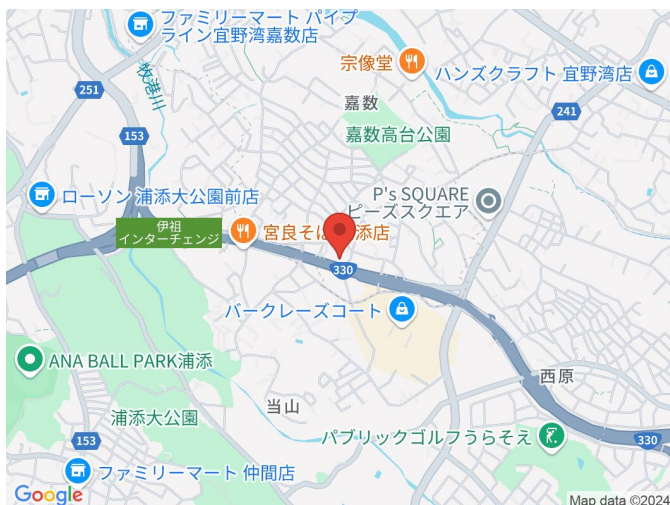 ファミリーマート パイプ
ライン宜野湾嘉数店
宗像堂
ハンズクラフト 宜野湾店
251
牧港川
嘉数
241
153
嘉数高台公園
P's SQUARE
ピーズスクエア
ローソン 浦添大公園前店
伊祖
インターチェンジ
宮良そば
添店
330
バークレーズコート
ANA BALL PARK浦添
西原
当山
浦添大公園
パブリックゴルフうらそえ
153
330
ファミリーマート 仲間店
Google
Map data ©2024